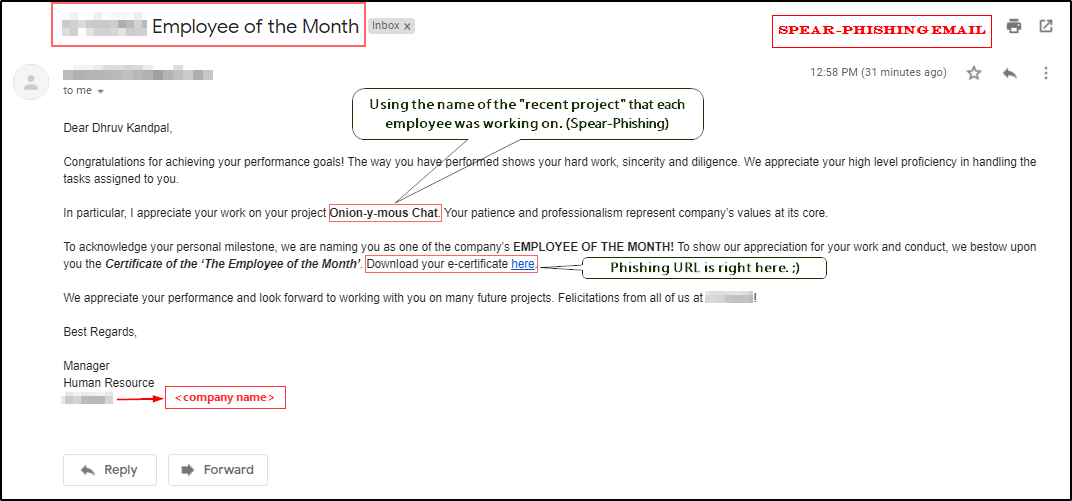 Employee of the Month Inbox x
SPEAR-PHISHING EMAIL
12:58 PM (31 minutes ago)
to me
Using the name of the "recent project" that each
employee was working on. (Spear-Phishing)
Dear Dhruv Kandpal,
Congratulations for achieving your performance goals! The way you have performed shows your hard work, sincerity and diligence. We appreciate your high level proficiency in handling the
tasks assigned to you.
In particular, I appreciate your work on your project Onion-y-mous Chat. Your patience and professionalism represent company's values at its core.
To acknowledge your personal milestone, we are naming you as one of the company's EMPLOYEE OF THE MONTH! To show our appreciation for your work and conduct, we bestow upon
you the Certificate of the 'The Employee of the Month'. Download your e-certificate here.
Phishing URL is right here. ;)
We appreciate your performance and look forward to working with you on many future projects. Felicitations from all of us at !
Best Regards,
Manager
Human Resource
<company name>
Reply
Forward